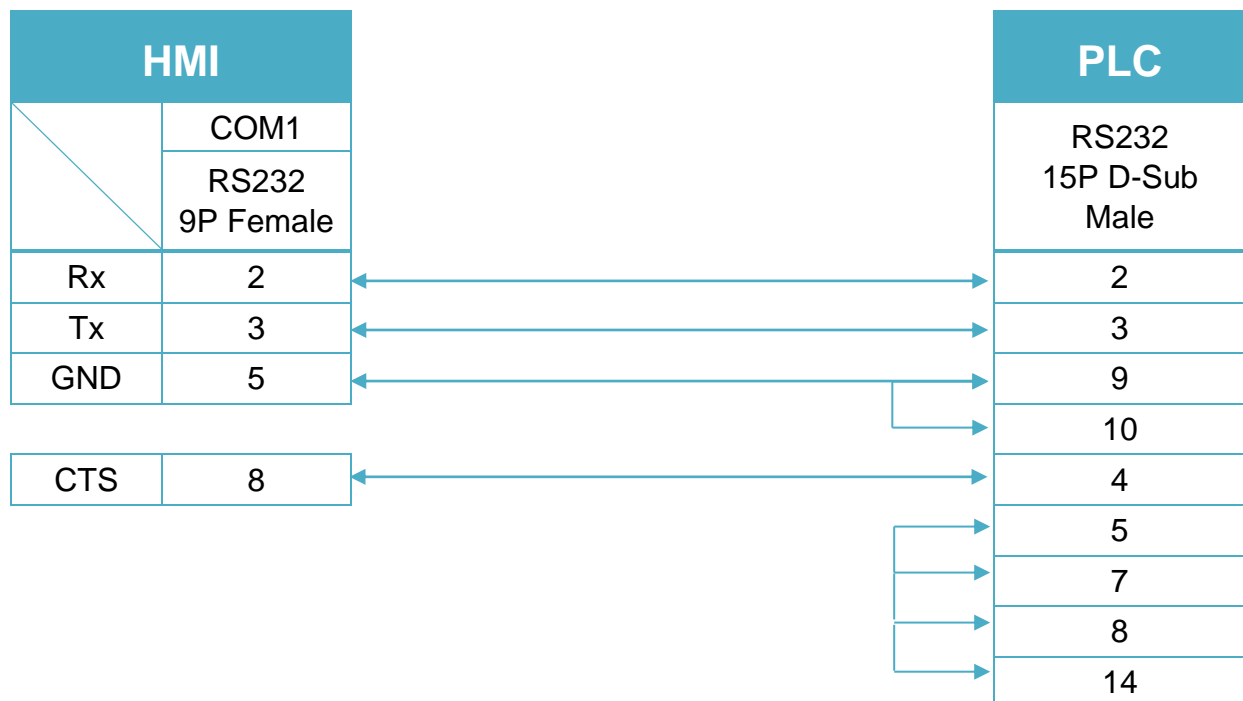 HMI
PLC
COM1
RS232
9P Female
RS232
15P D-Sub
Male
Rx 2 2
Tx 3 3
GND 5 9
10
CTS 8 4
5
7
8
14